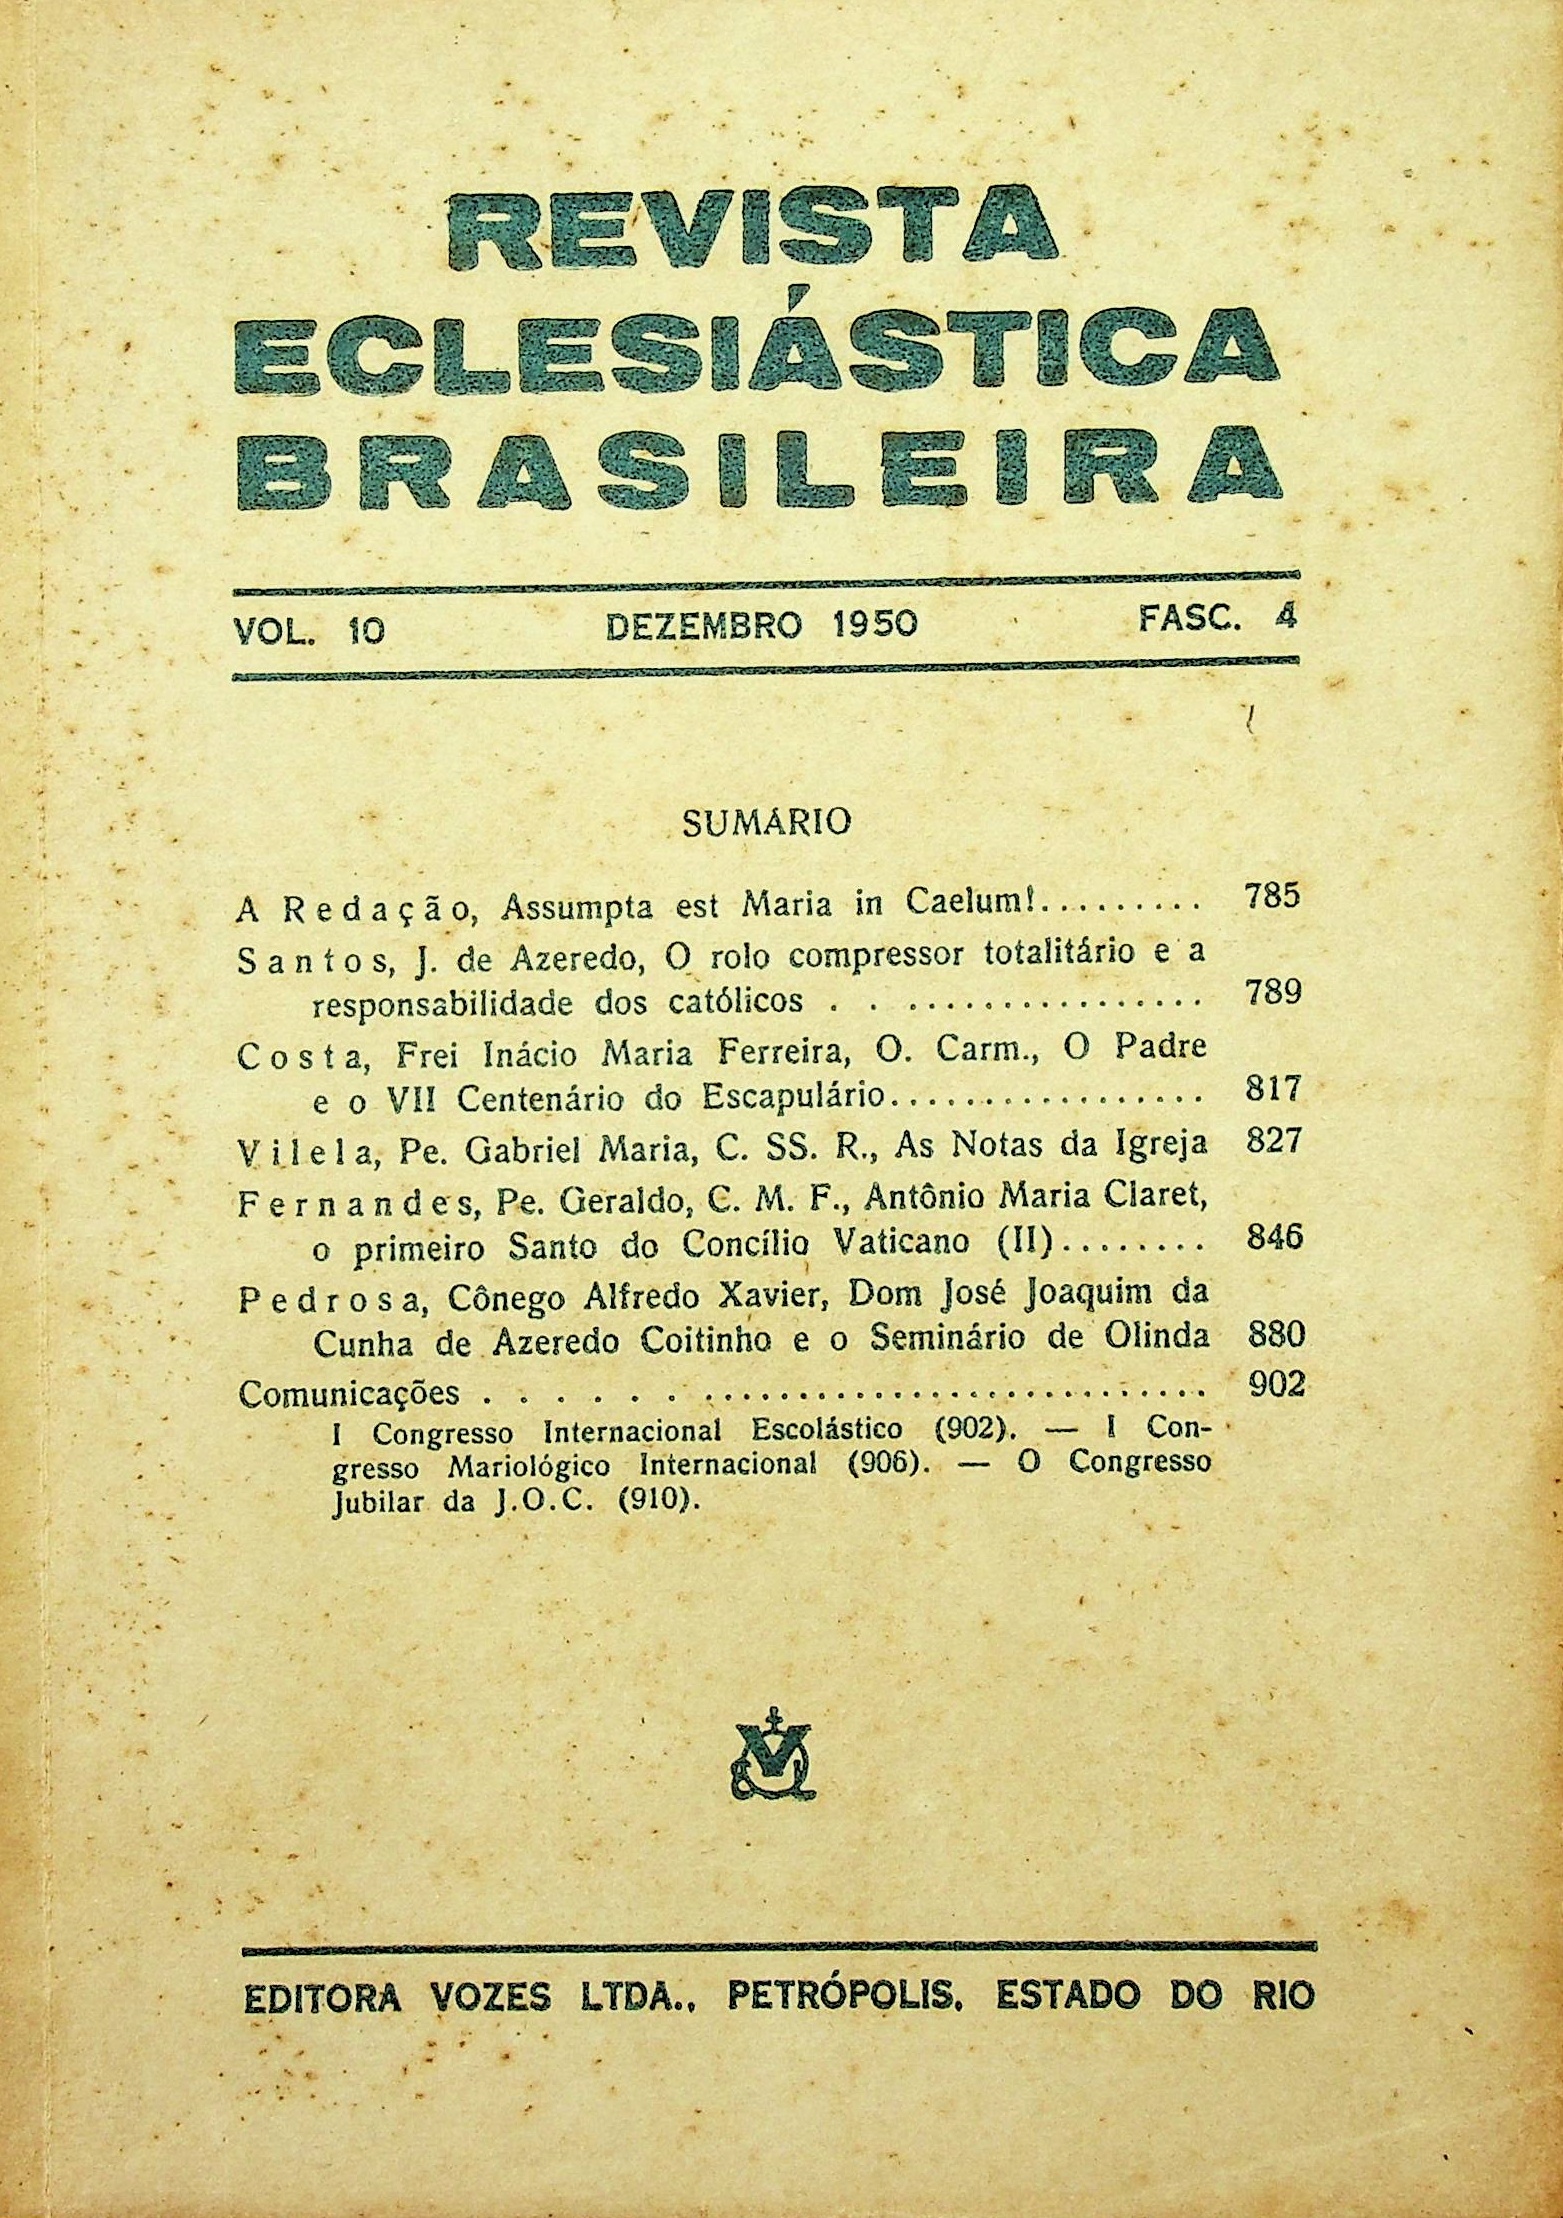 REVISTA
ECLESIÁSTICA
BRASILEIRA
VOL. 10 DEZEMBRO 1950 FASC. 4
SUMÁRIO
A Redação, Assumpta est Maria in Caelum!.......... 785
Santos, J. de Azeredo, O rolo compressor totalitário e a
responsabilidade dos católicos . . ................ 789
Costa, Frei Inácio Maria Ferreira, O. Carm., O Padre
e o VII Centenário do Escapulário................. 817
Vilela, Pe. Gabriel Maria, C. SS. R., As Notas da Igreja 827
Fernandes, Pe. Geraldo, C. M. F., Antônio Maria Claret,
o primeiro Santo do Concílio Vaticano (II)........ 846
Pedrosa, Cônego Alfredo Xavier, Dom José Joaquim da
Cunha de Azeredo Coitinho e o Seminário de Olinda 880
Comunicações . . . . . . ........................... 902
I Congresso Internacional Escolástico (902). — I Con-
gresso Mariológico Internacional (906). — O Congresso
Jubilar da J.O.C. (910).
EDITORA VOZES LTDA., PETRÓPOLIS, ESTADO DO RIO